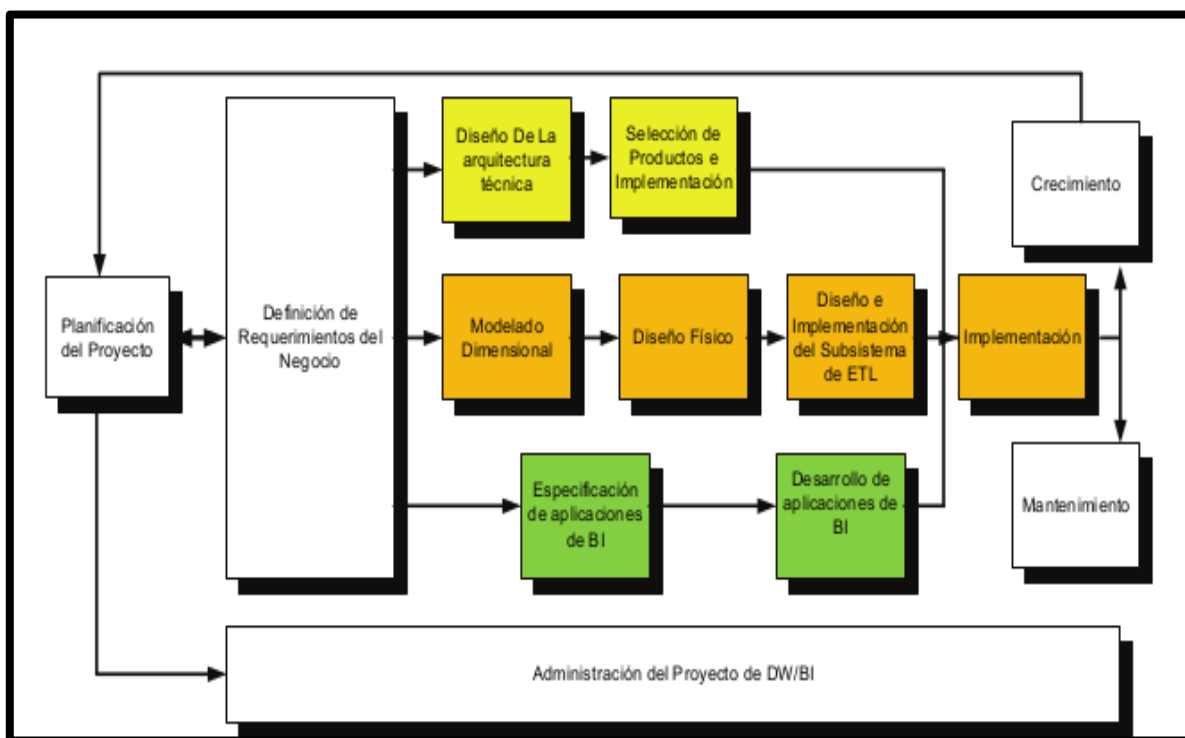 Planificación
del Proyecto
Definición de
Requerimientos del
Negocio
Diseño De La
arquitectura
técnica
Selección de
Productos e
Implementación
Modelado
Dimensional
Diseño Físico
Diseño e
Implementación
del Subsistema
de ETL
Implementación
Especificación
de aplicaciones
de BI
Desarrollo de
aplicaciones de
BI
Crecimiento
Mantenimiento
Administración del Proyecto de DW/BI